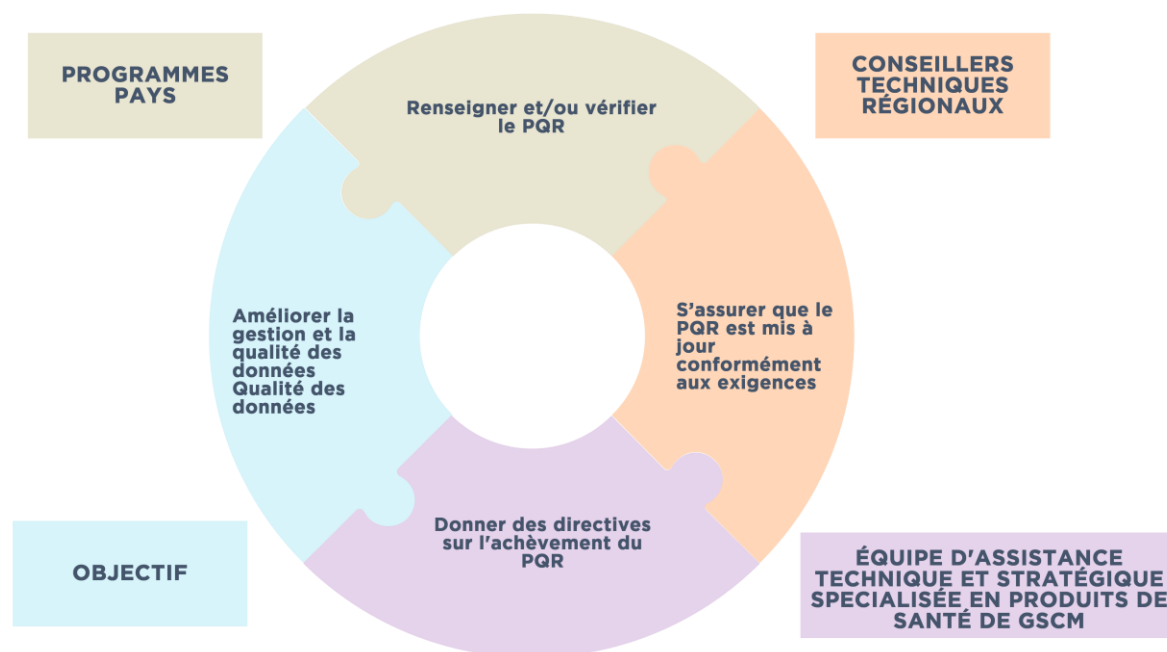 PROGRAMMES
PAYS
CONSEILLERS
TECHNIQUES
RÉGIONAUX
Renseigner et/ou vérifier
le PQR
Améliorer la
gestion et la
qualité des
données
Qualité des
données
S'assurer que le
PQR est mis à
jour
conformément
aux exigences
Donner des directives
sur l'achèvement du
PQR
OBJECTIF
ÉQUIPE D'ASSISTANCE
TECHNIQUE ET STRATÉGIQUE
SPECIALISÉE EN PRODUITS DE
SANTÉ DE GSCM